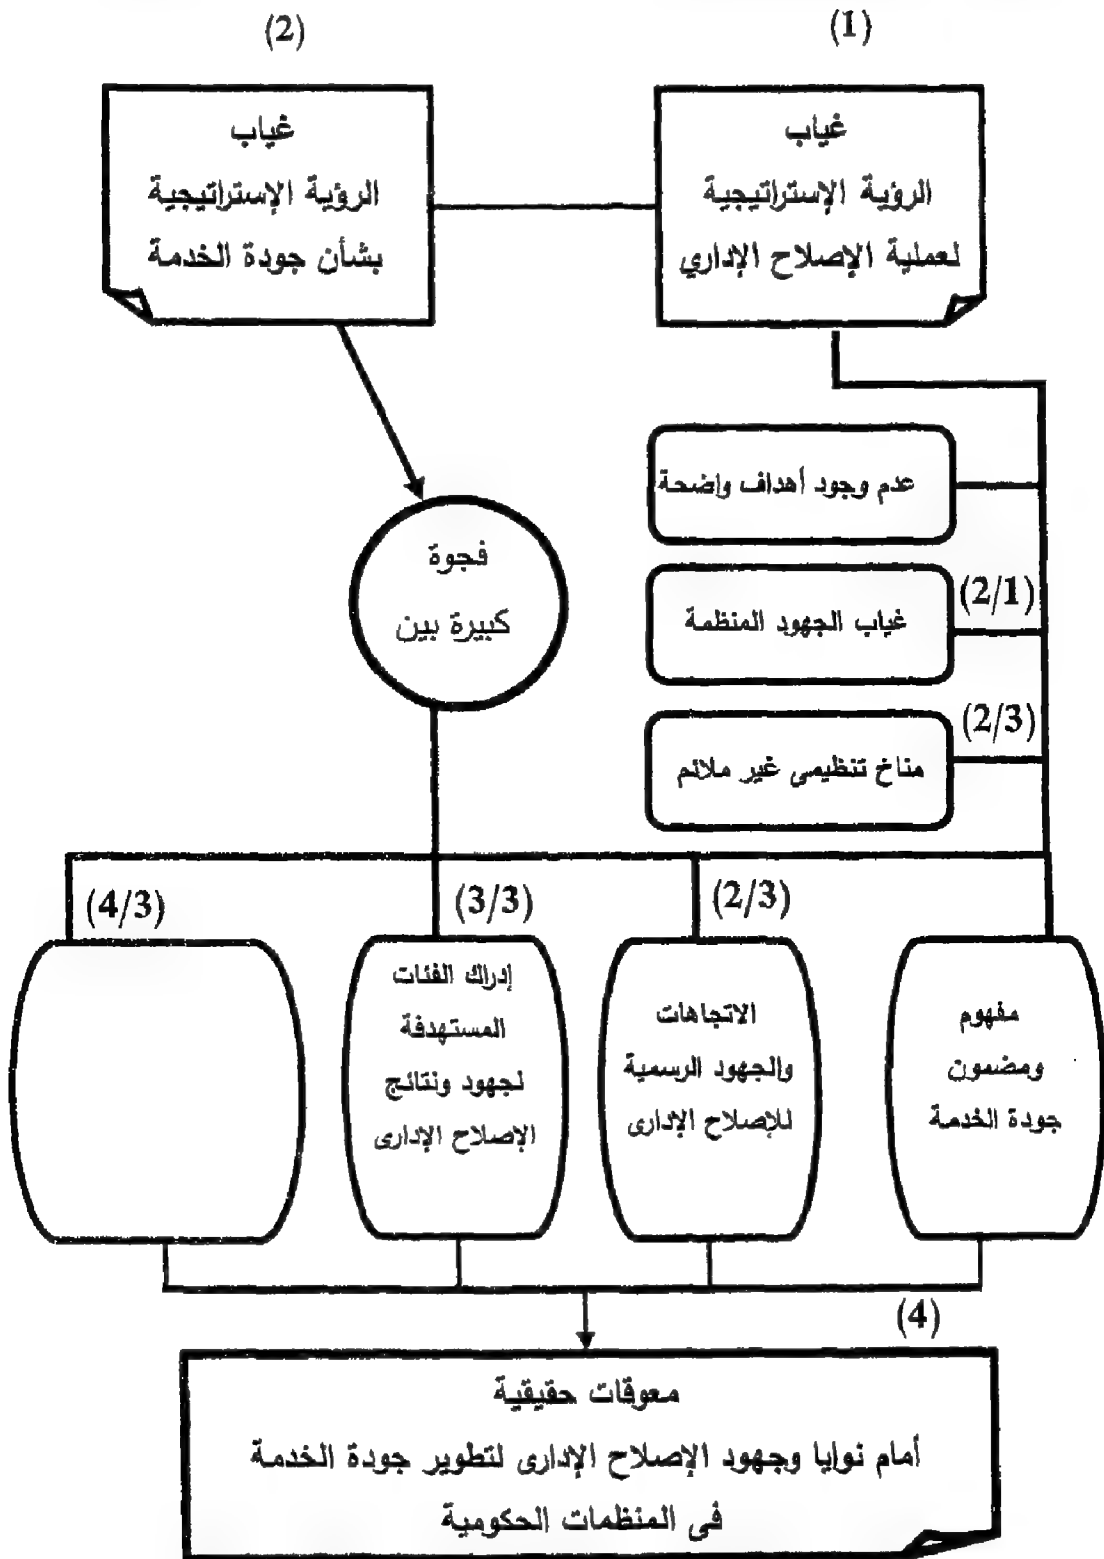 (1)
(2)
غياب
الرؤية الإستراتيجية
لعملية الإصلاح الإداري
غياب
الرؤية الإستراتيجية
بشأن جودة الخدمة
عدم وجود أهداف واضحة
(2/1)
غياب الجهود المنظمة
(2/3)
مناخ تنظيمى غير ملائم
فجوة
كبيرة بين
(2/3)
(3/3)
(4/3)
مفهوم
ومضمون
جودة الخدمة
الاتجاهات
والجهود الرسمية
للإصلاح الإدارى
إدراك الفئات
المستهدفة
لجهود ونتائج
الإصلاح الإدارى
(4)
معوقات حقيقية
أمام نوايا وجهود الإصلاح الإدارى لتطوير جودة الخدمة
فى المنظمات الحكومية